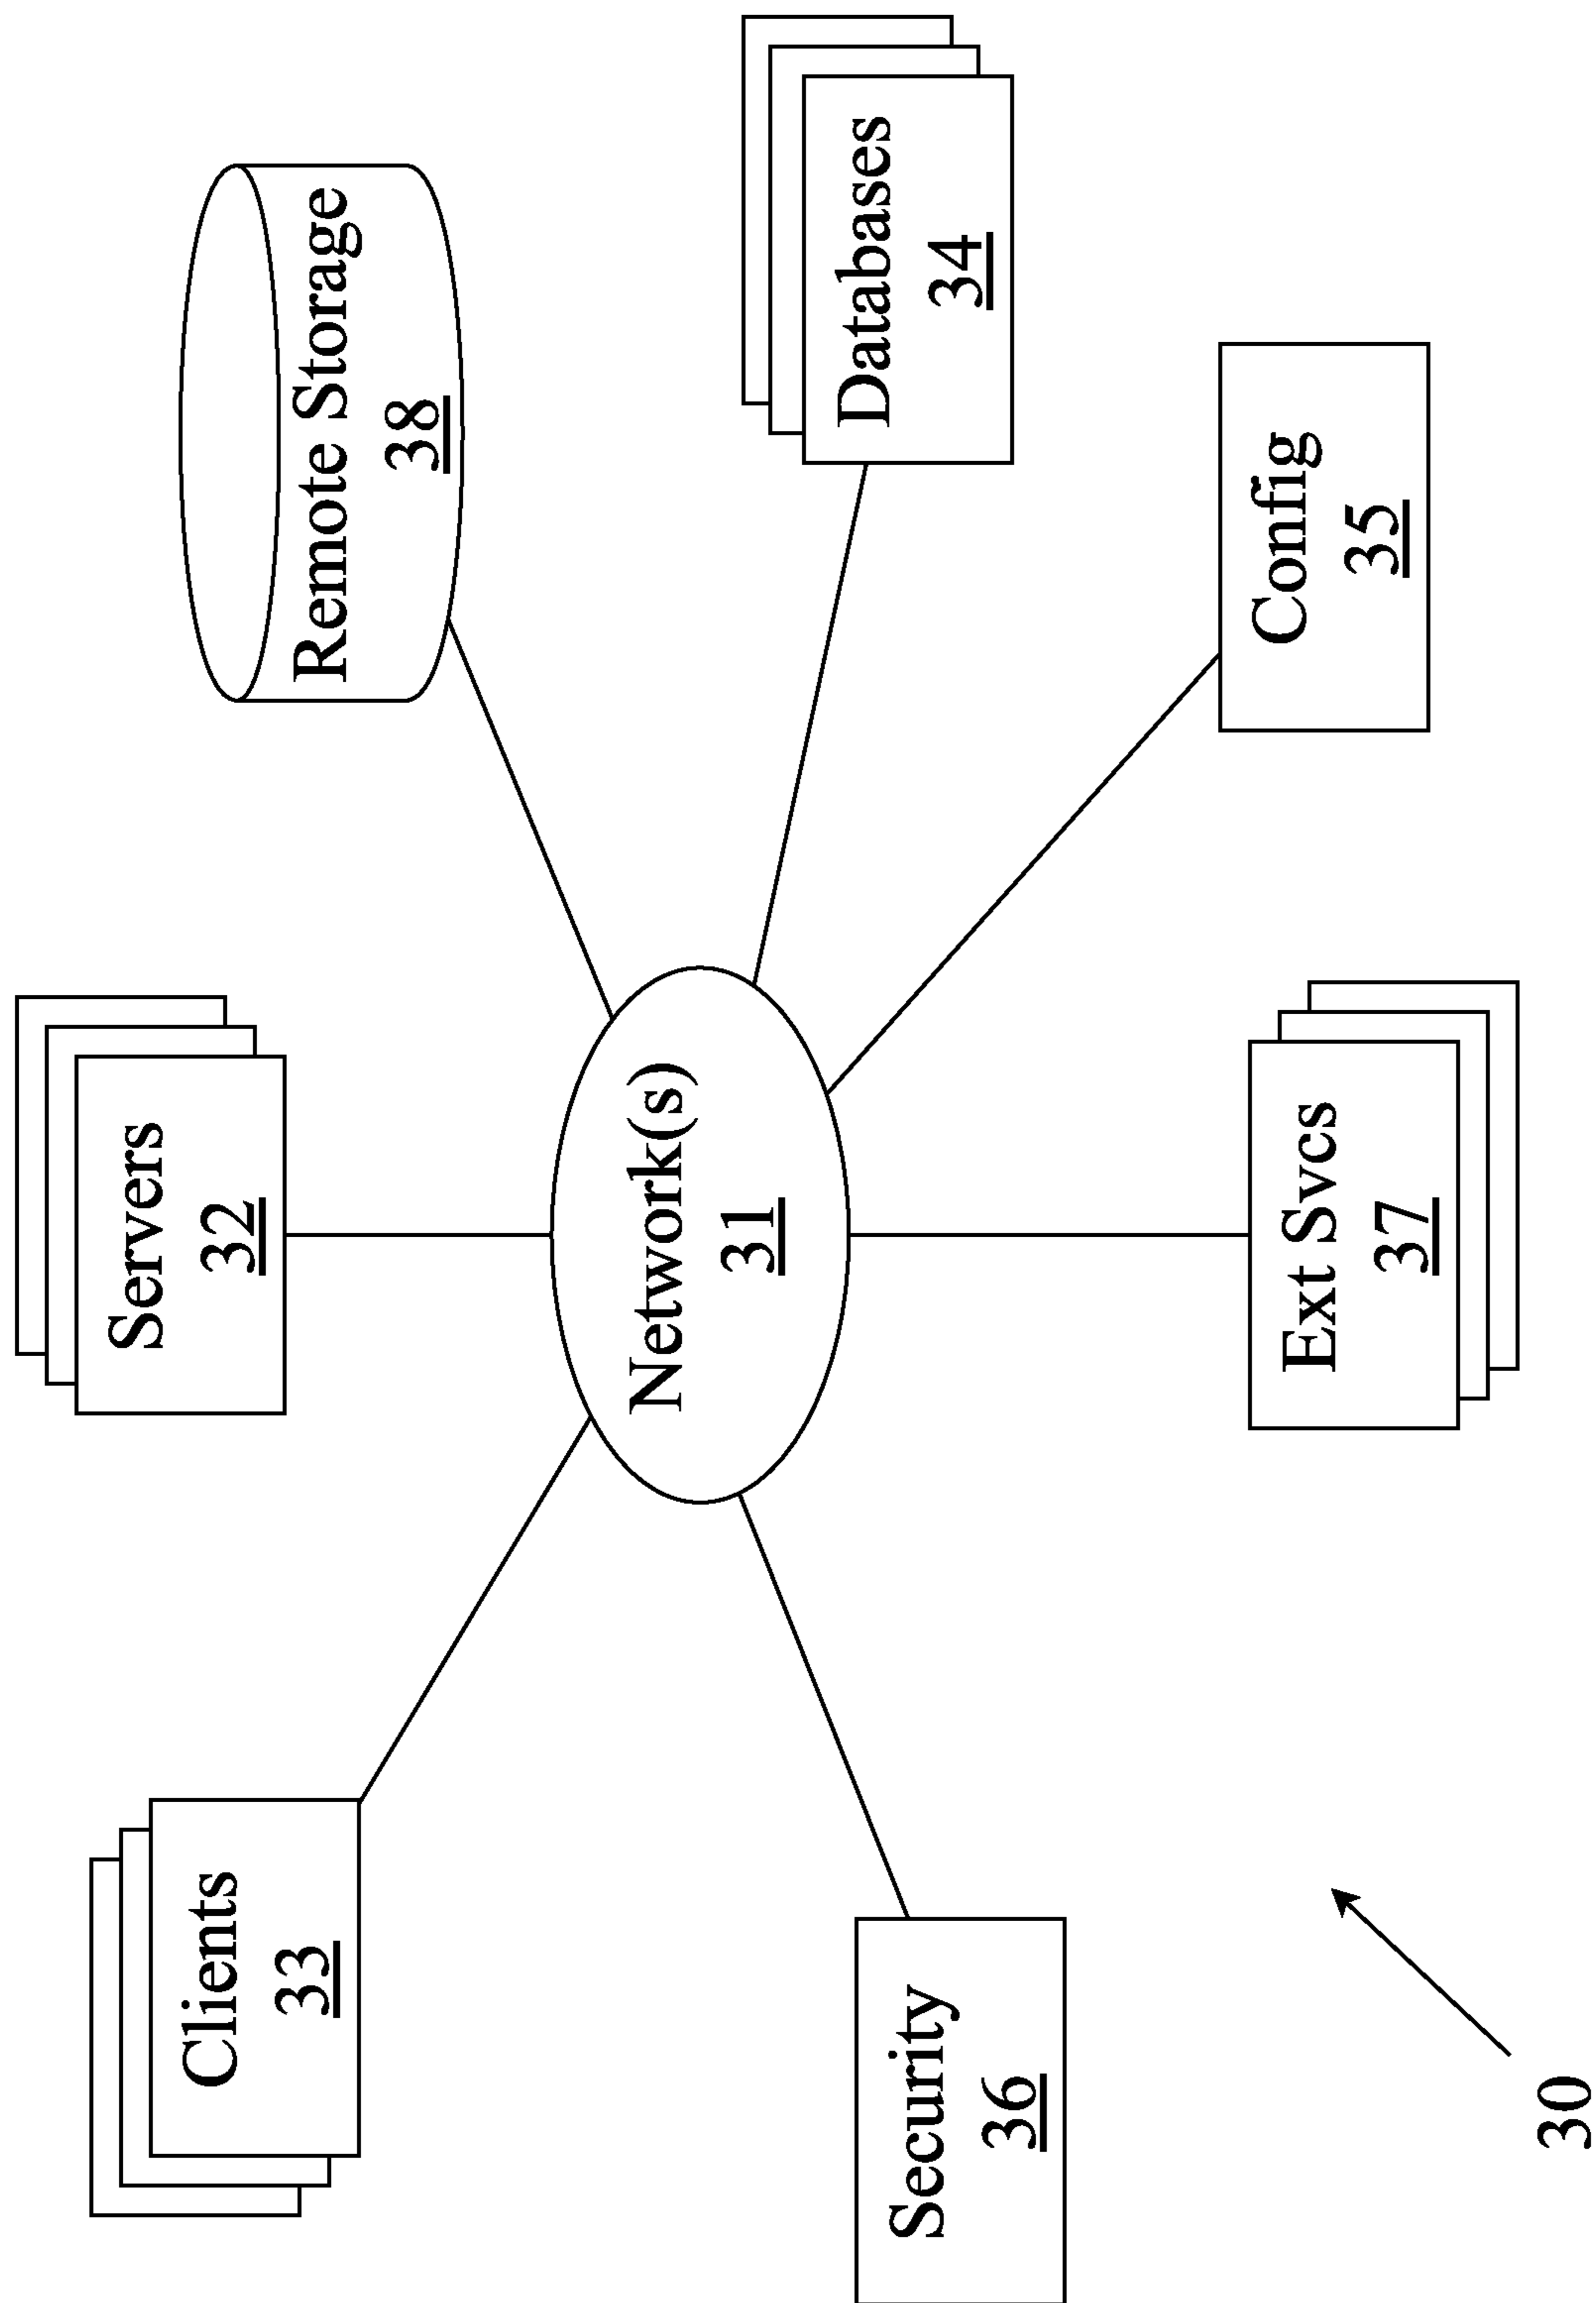 Servers
32
Clients
33
Remote Storage
38
Network(s)
31
Databases
34
Security
36
Ext Svcs
37
Config
35
30